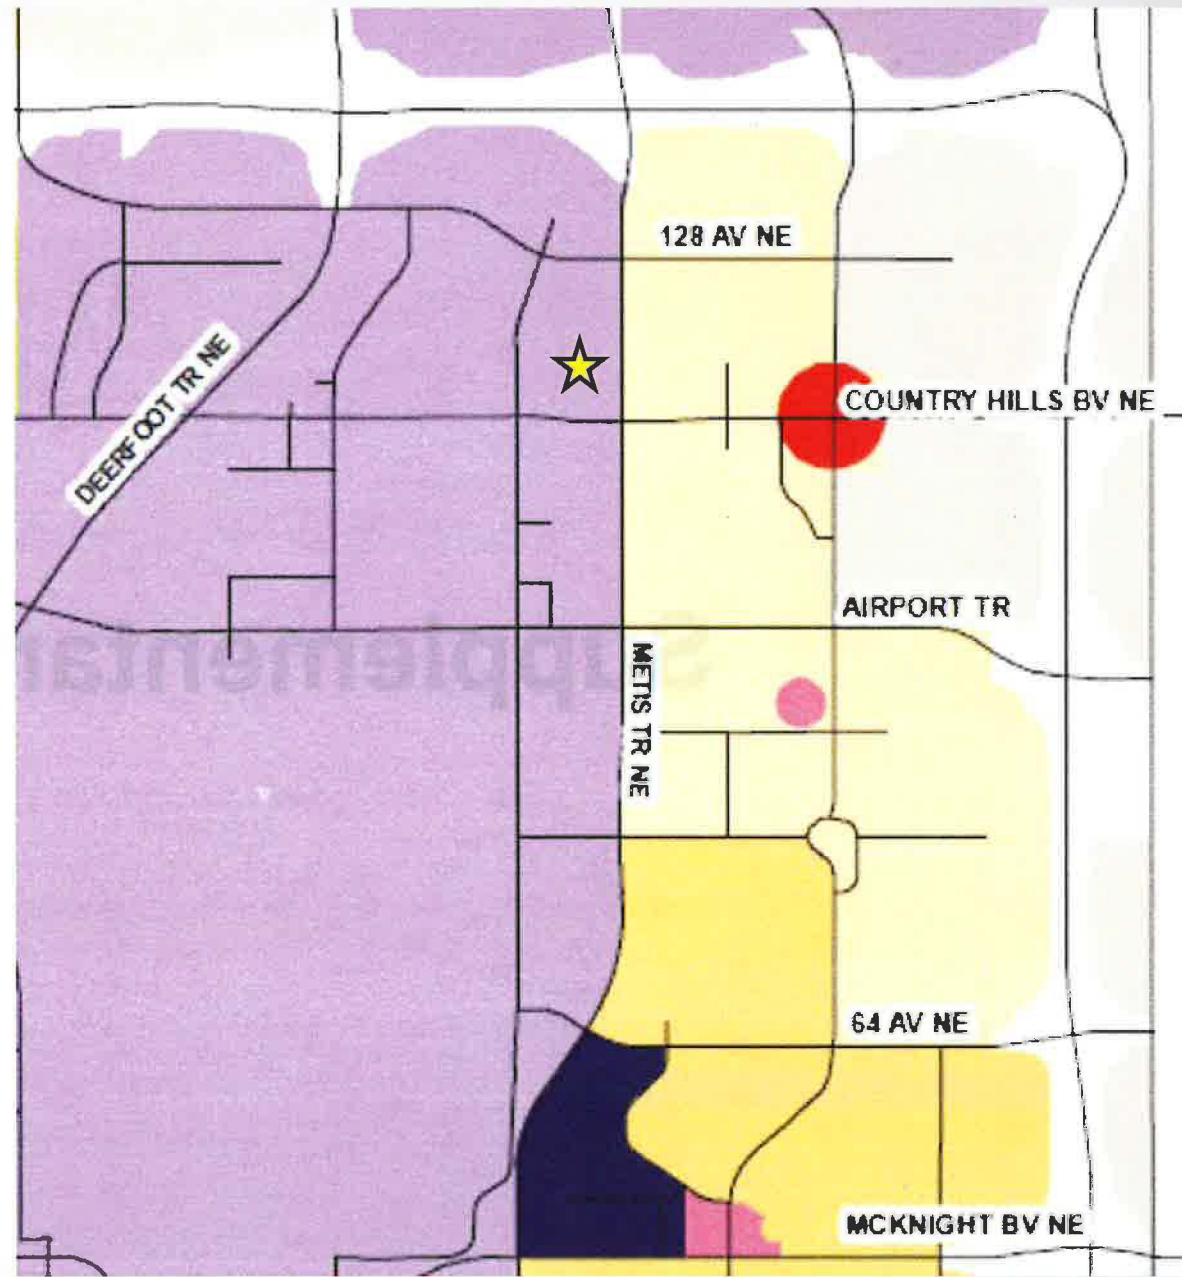 128 AV NE
DEERFOOT TR NE
COUNTRY HILLS BV NE
AIRPORT TR
METIS TR NE
Supplementar
64 AV NE
MCKNIGHT BV NE